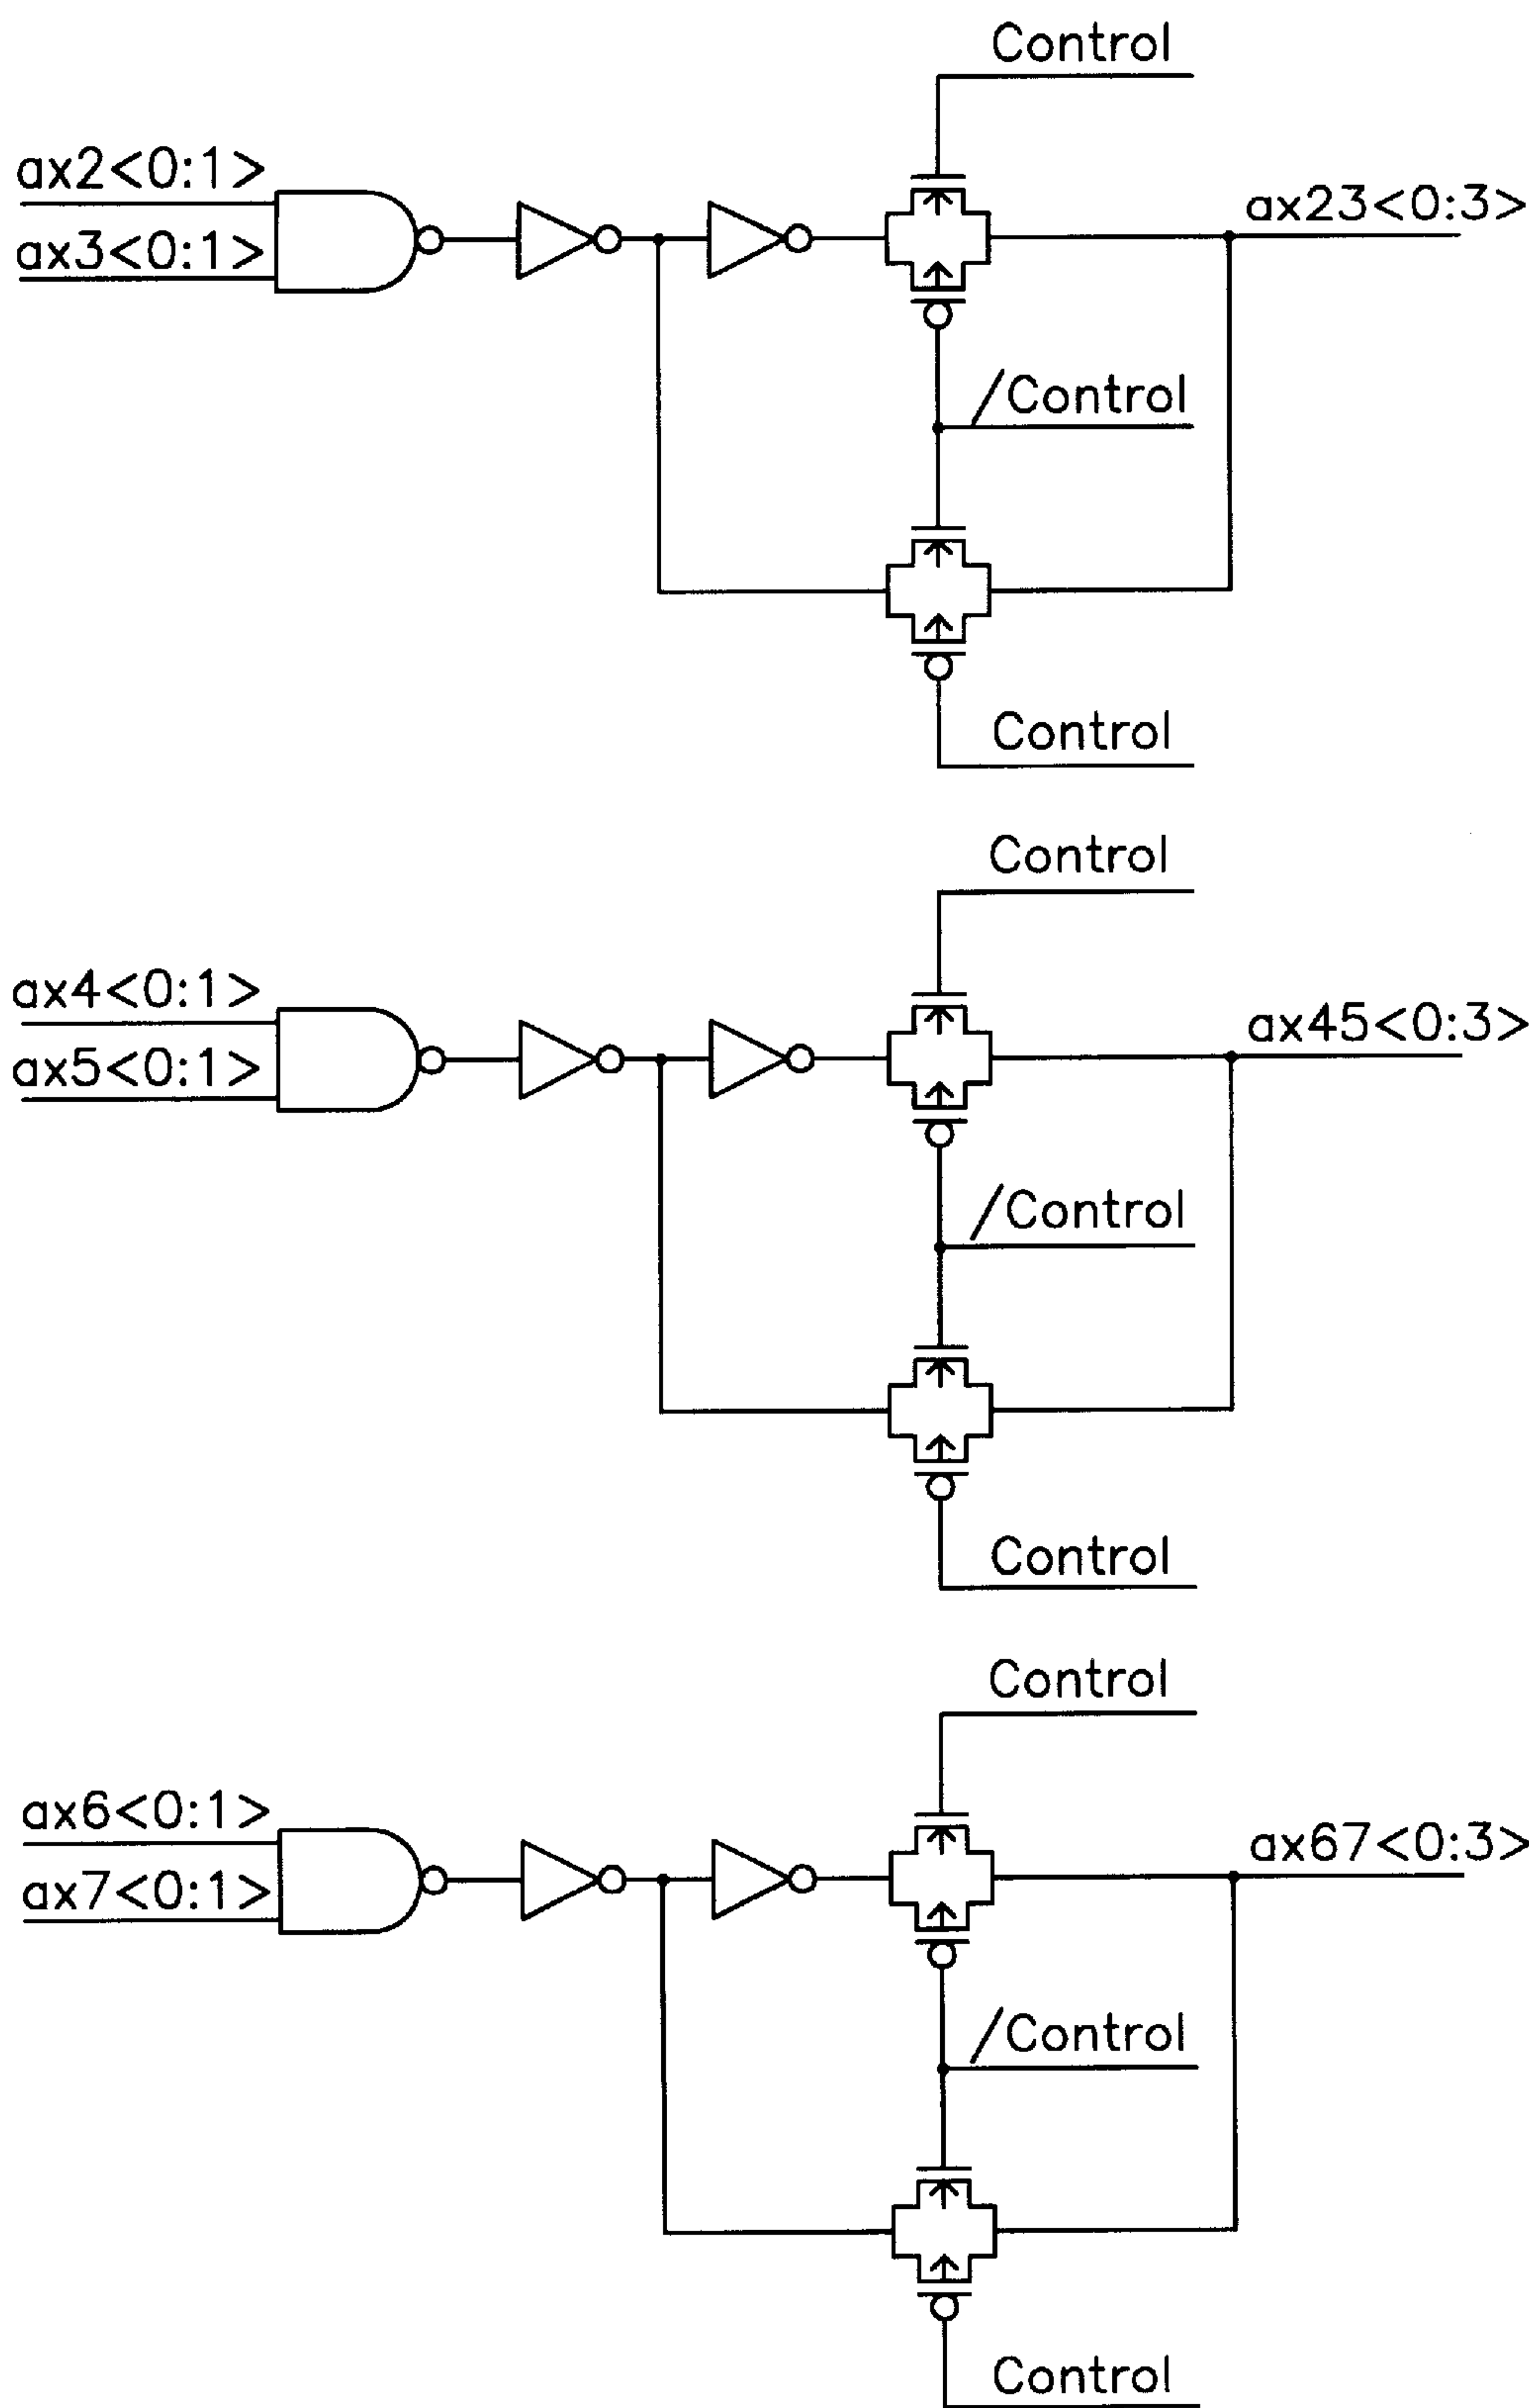 Control
ax2<0:1>
ax23<0:3>
ax3<0:1>
/Control
Control
Control
ax4<0:1>
ax45<0:3>
ax5<0:1>
/Control
Control
Control
ax6<0:1>
ax67<0:3>
ax7<0:1>
/Control
Control